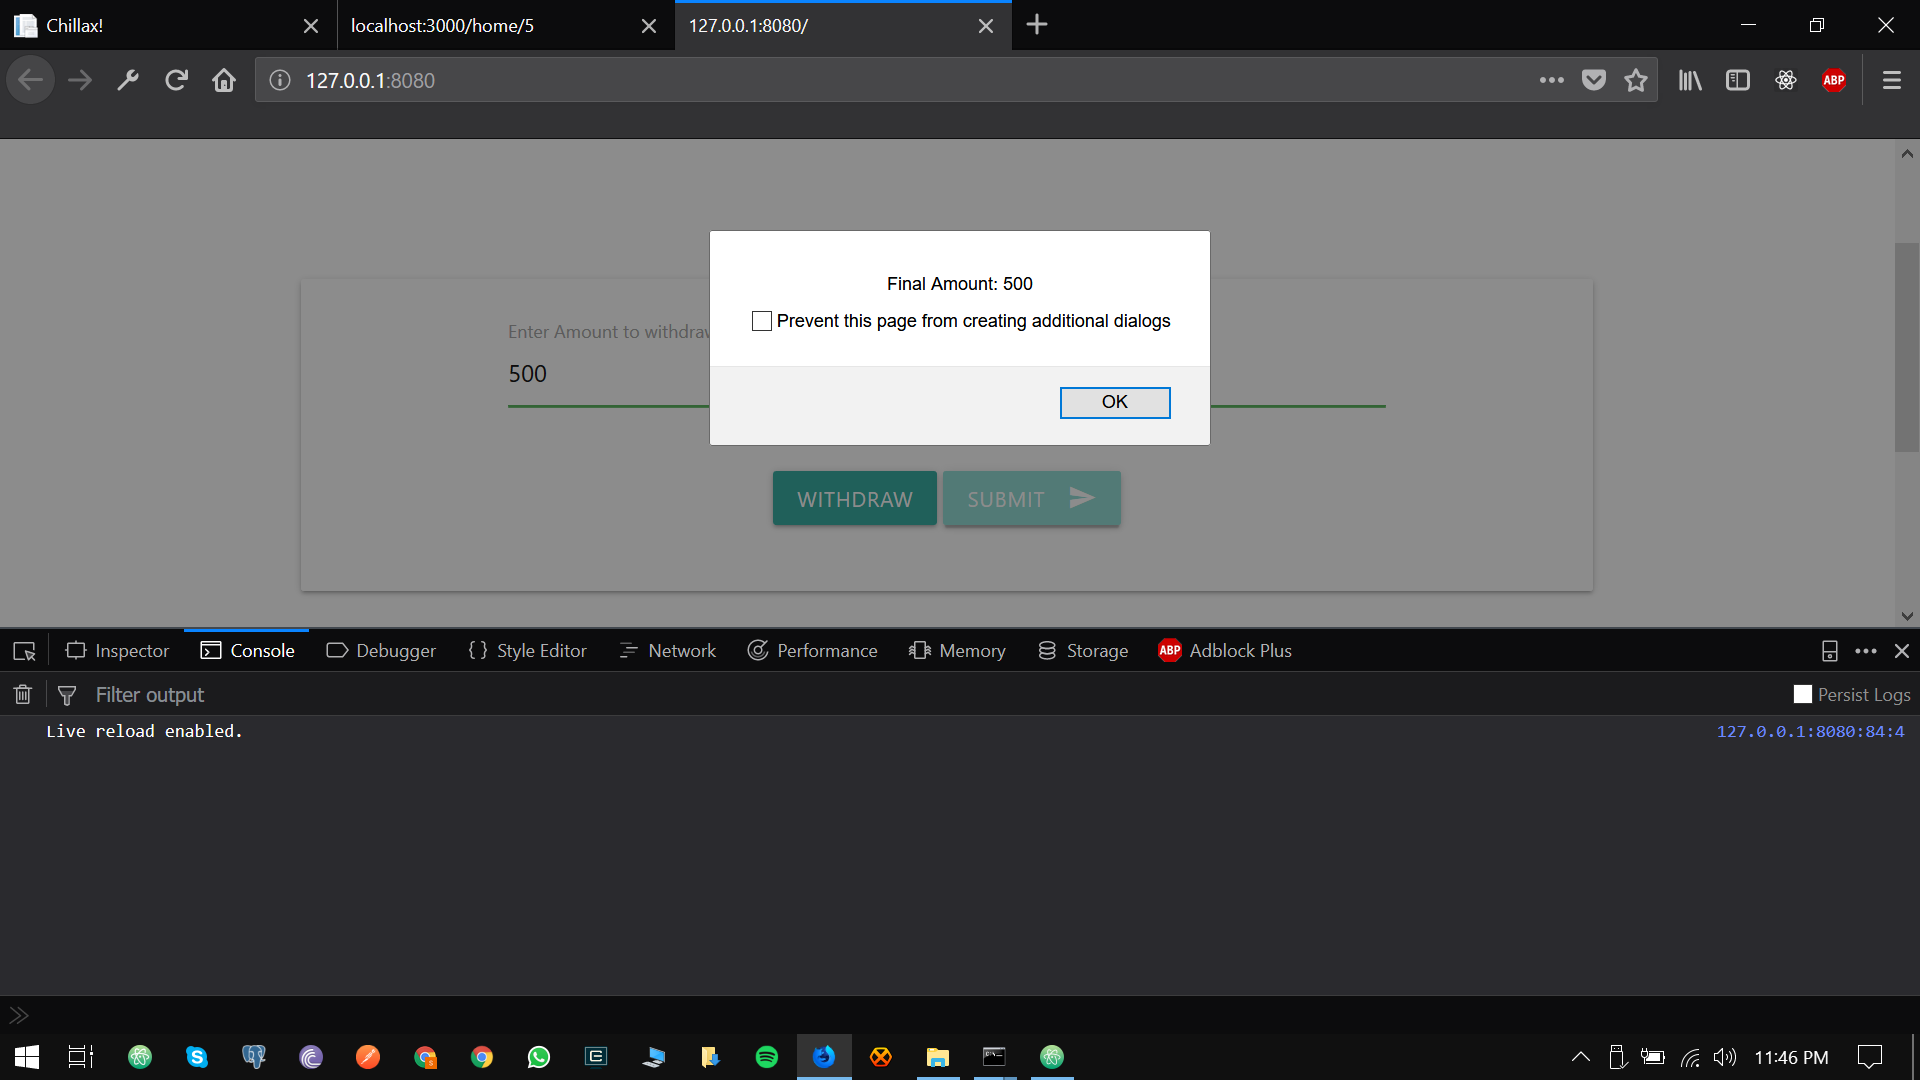 Chillax!
localhost:3000/home/5
127.0.0.1:8080/
127.0.0.1:8080
ABP
Final Amount: 500
Prevent this page from creating additional dialogs
OK
Enter Amount to withdraw
500
WITHDRAW
SUBMIT
Inspector
Console
Debugger
{ } Style Editor
Network
Performance
Memory
Storage
ABP Adblock Plus
Filter output
Persist Logs
Live reload enabled.
127.0.0.1:8080:84:4
11:46 PM